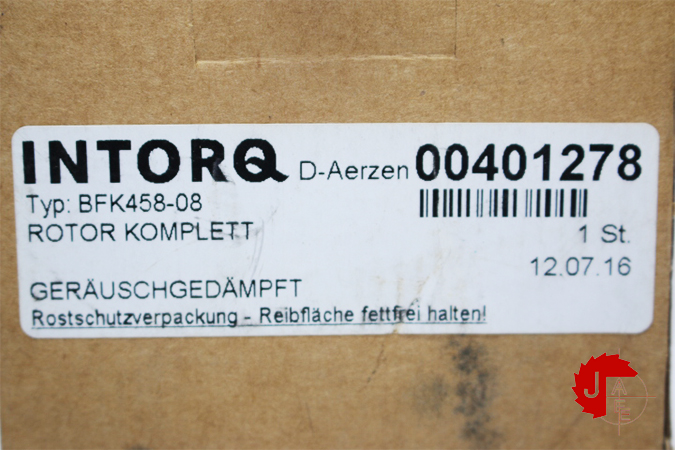 INTORQ D-Aerzen 00401278
Typ: BFK458-08
ROTOR KOMPLETT 1 St.
12.07.16
GERÄUSCHGEDÄMPFT
Rostschutzverpackung - Reibfläche fettfrei halten!
J